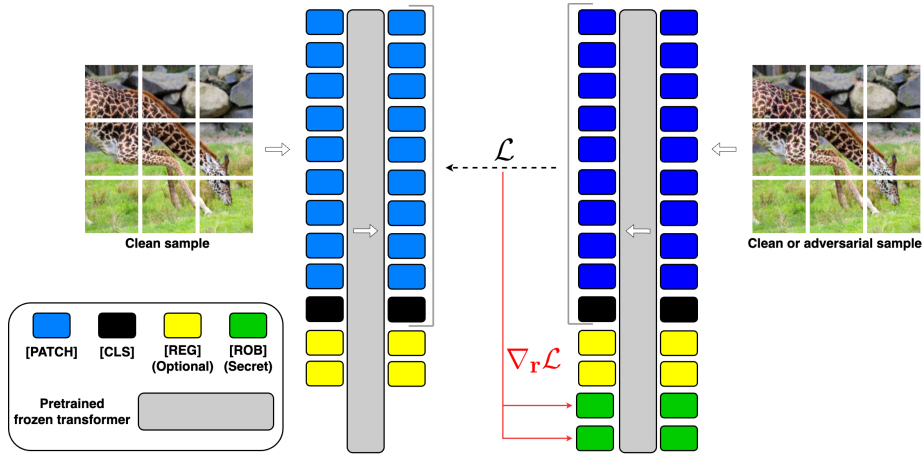 Clean sample
ℒ
Clean or adversarial sample
∇ᵣℒ
[PATCH]
[CLS]
[REG]
(Optional)
[ROB]
(Secret)
Pretrained
frozen transformer